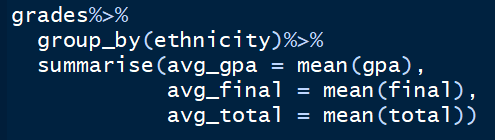 grades%>%
  group_by(ethnicity)%>%
  summarise(avg_gpa = mean(gpa),
            avg_final = mean(final),
            avg_total = mean(total))